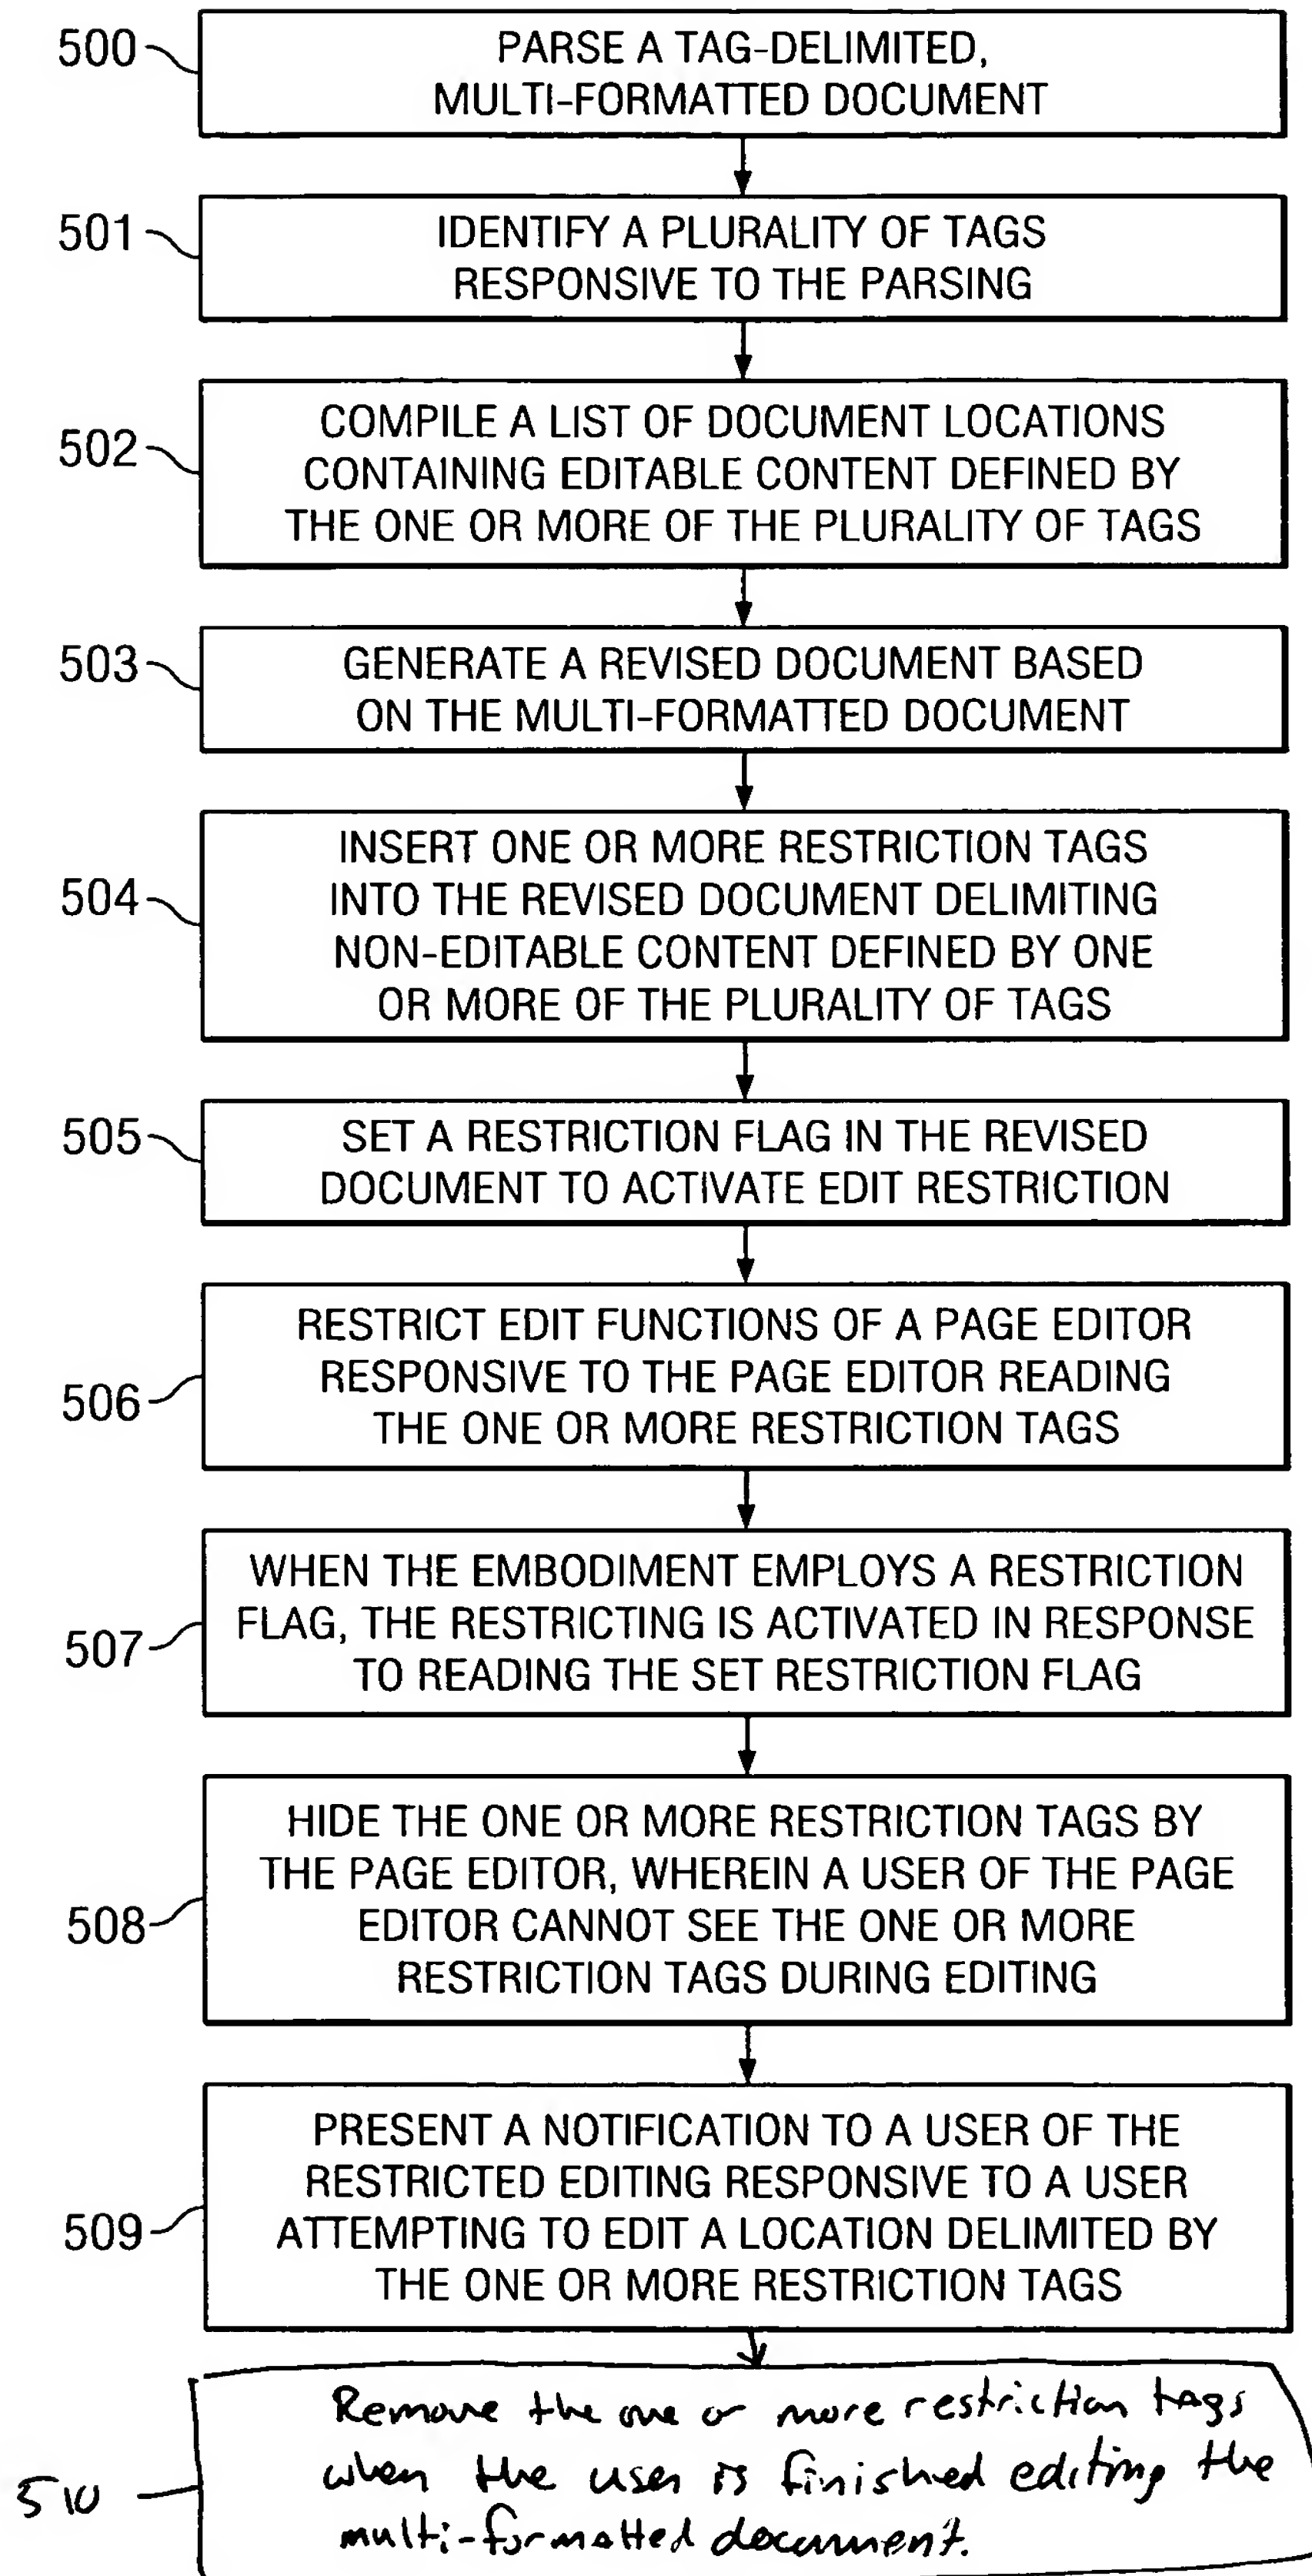 500
PARSE A TAG-DELIMITED,
MULTI-FORMATTED DOCUMENT
501
IDENTIFY A PLURALITY OF TAGS
RESPONSIVE TO THE PARSING
502
COMPILE A LIST OF DOCUMENT LOCATIONS
CONTAINING EDITABLE CONTENT DEFINED BY
THE ONE OR MORE OF THE PLURALITY OF TAGS
503
GENERATE A REVISED DOCUMENT BASED
ON THE MULTI-FORMATTED DOCUMENT
504
INSERT ONE OR MORE RESTRICTION TAGS
INTO THE REVISED DOCUMENT DELIMITING
NON-EDITABLE CONTENT DEFINED BY ONE
OR MORE OF THE PLURALITY OF TAGS
505
SET A RESTRICTION FLAG IN THE REVISED
DOCUMENT TO ACTIVATE EDIT RESTRICTION
506
RESTRICT EDIT FUNCTIONS OF A PAGE EDITOR
RESPONSIVE TO THE PAGE EDITOR READING
THE ONE OR MORE RESTRICTION TAGS
507
WHEN THE EMBODIMENT EMPLOYS A RESTRICTION
FLAG, THE RESTRICTING IS ACTIVATED IN RESPONSE
TO READING THE SET RESTRICTION FLAG
508
HIDE THE ONE OR MORE RESTRICTION TAGS BY
THE PAGE EDITOR, WHEREIN A USER OF THE PAGE
EDITOR CANNOT SEE THE ONE OR MORE
RESTRICTION TAGS DURING EDITING
509
PRESENT A NOTIFICATION TO A USER OF THE
RESTRICTED EDITING RESPONSIVE TO A USER
ATTEMPTING TO EDIT A LOCATION DELIMITED BY
THE ONE OR MORE RESTRICTION TAGS
510
Remove the one or more restriction tags
when the user is finished editing the
multi-formatted document.